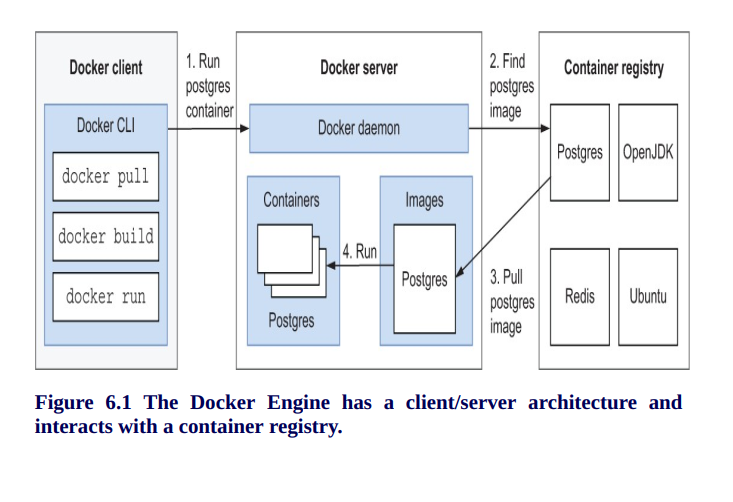 Docker client
Docker CLI
docker pull
docker build
docker run
1. Run
postgres
container
Docker server
Docker daemon
Containers
Postgres
4. Run
Images
Postgres
2. Find
postgres
image
3. Pull
postgres
image
Container registry
Postgres
OpenJDK
Redis
Ubuntu
Figure 6.1 The Docker Engine has a client/server architecture and
interacts with a container registry.